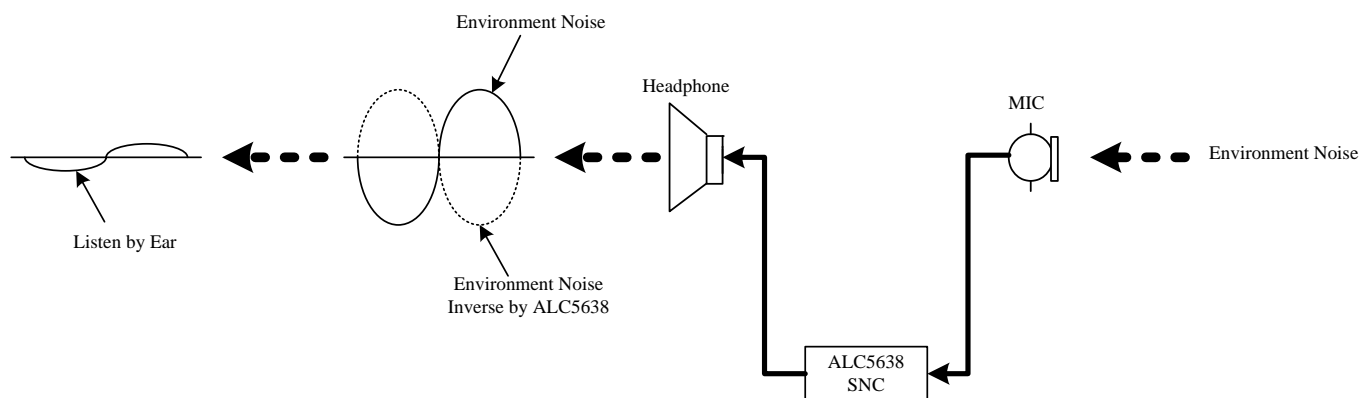 Environment Noise
Headphone
MIC
Environment Noise
Listen by Ear
Environment Noise
Inverse by ALC5638
ALC5638
SNC